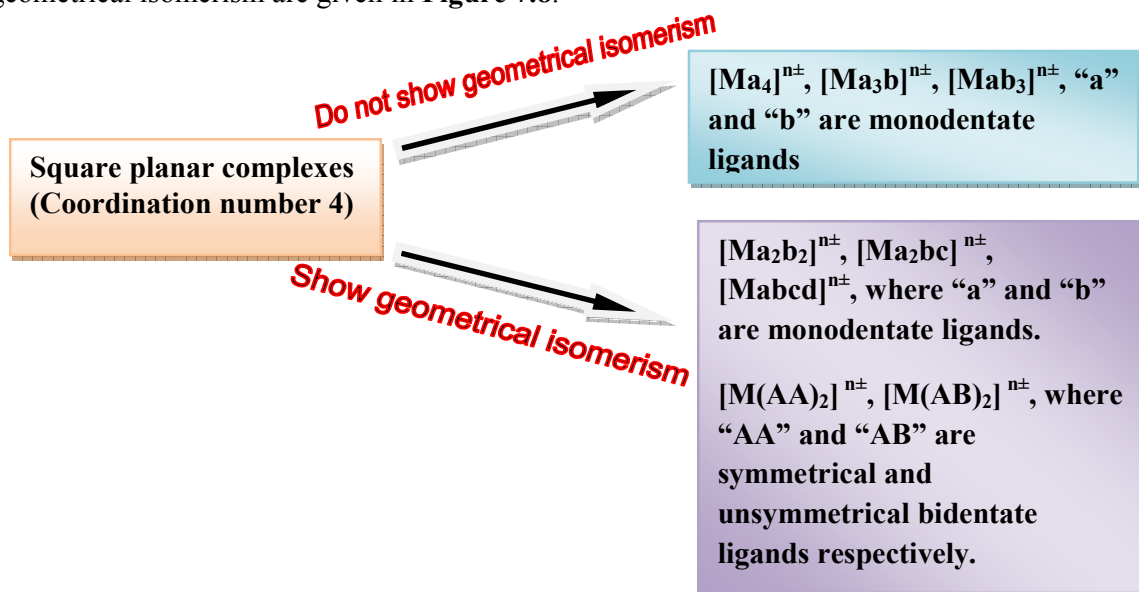 geometrical isomerism are given in Figure 7.8.
Do not show geometrical isomerism
[Ma₄]ⁿ±, [Ma₃b]ⁿ±, [Mab₃]ⁿ±, “a”
and “b” are monodentate
ligands
Square planar complexes
(Coordination number 4)
Show geometrical isomerism
[Ma₂b₂]ⁿ±, [Ma₂bc] ⁿ±,
[Mabcd]ⁿ±, where “a” and “b”
are monodentate ligands.
[M(AA)₂] ⁿ±, [M(AB)₂] ⁿ±, where
“AA” and “AB” are
symmetrical and
unsymmetrical bidentate
ligands respectively.